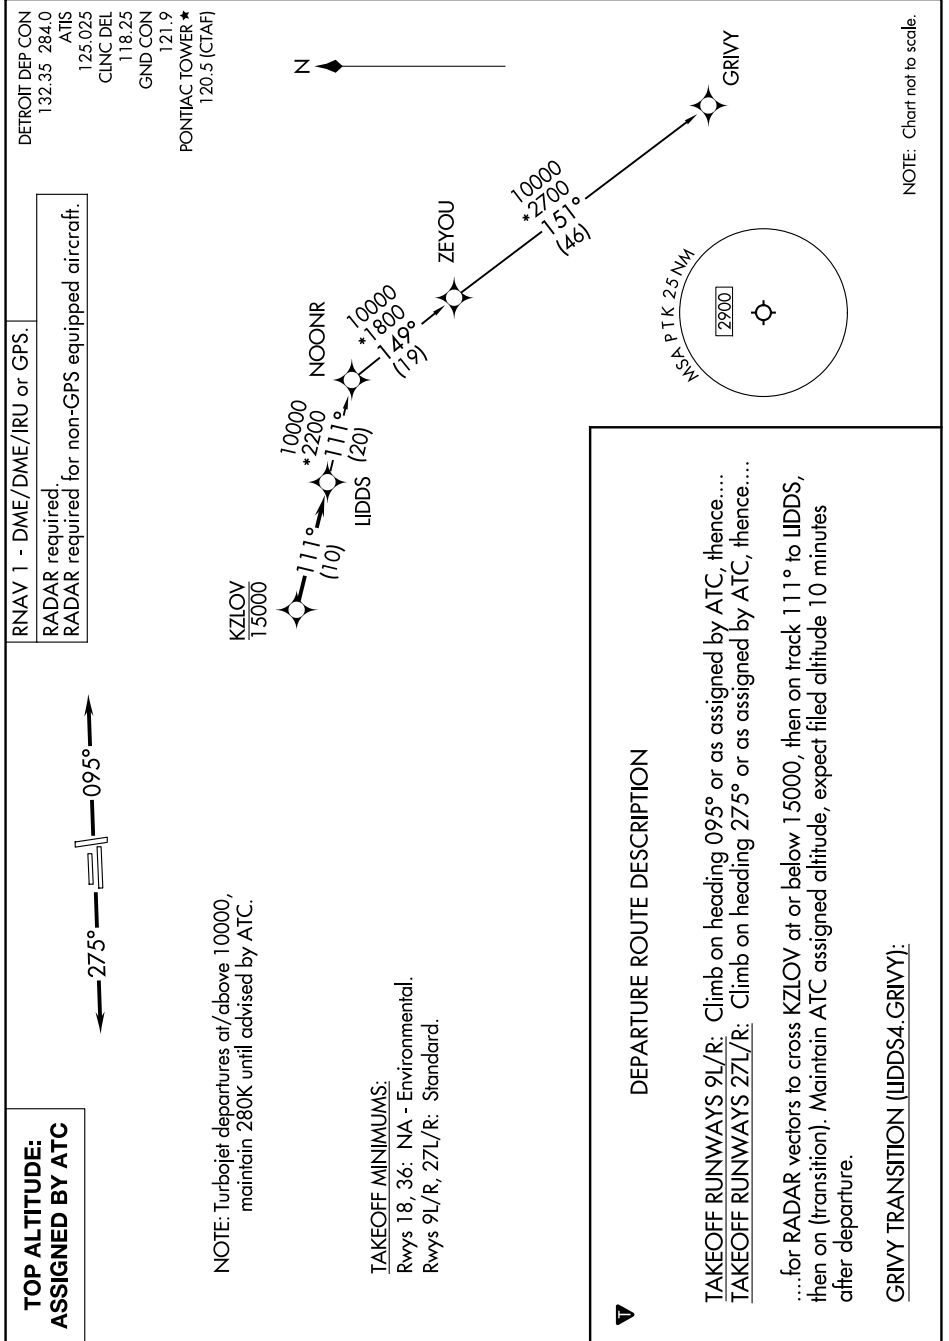 TOP ALTITUDE:
ASSIGNED BY ATC
RNAV 1 - DME/DME/IRU or GPS.
RADAR required.
RADAR required for non-GPS equipped aircraft.
DETROIT DEP CON
132.35 284.0
ATIS
125.025
CLNC DEL
118.25
GND CON
121.9
PONTIAC TOWER ★
120.5 (CTAF)
275°
095°
N
NOTE: Turbojet departures at/above 10000,
maintain 280K until advised by ATC.
TAKEOFF MINIMUMS:
Rwys 18, 36: NA - Environmental.
Rwys 9L/R, 27L/R: Standard.
KZLOV
15000
111°
(10)
LIDDS
10000
*2200
111°
(20)
NOONR
10000
*1800
149°
(19)
ZEYOU
10000
*2700
151°
(46)
GRIVY
MSA PTK 25 NM
2900
NOTE: Chart not to scale.
T
DEPARTURE ROUTE DESCRIPTION
TAKEOFF RUNWAYS 9L/R: Climb on heading 095° or as assigned by ATC, thence....
TAKEOFF RUNWAYS 27L/R: Climb on heading 275° or as assigned by ATC, thence....
....for RADAR vectors to cross KZLOV at or below 15000, then on track 111° to LIDDS,
then on (transition). Maintain ATC assigned altitude, expect filed altitude 10 minutes
after departure.
GRIVY TRANSITION (LIDDS4.GRIVY):